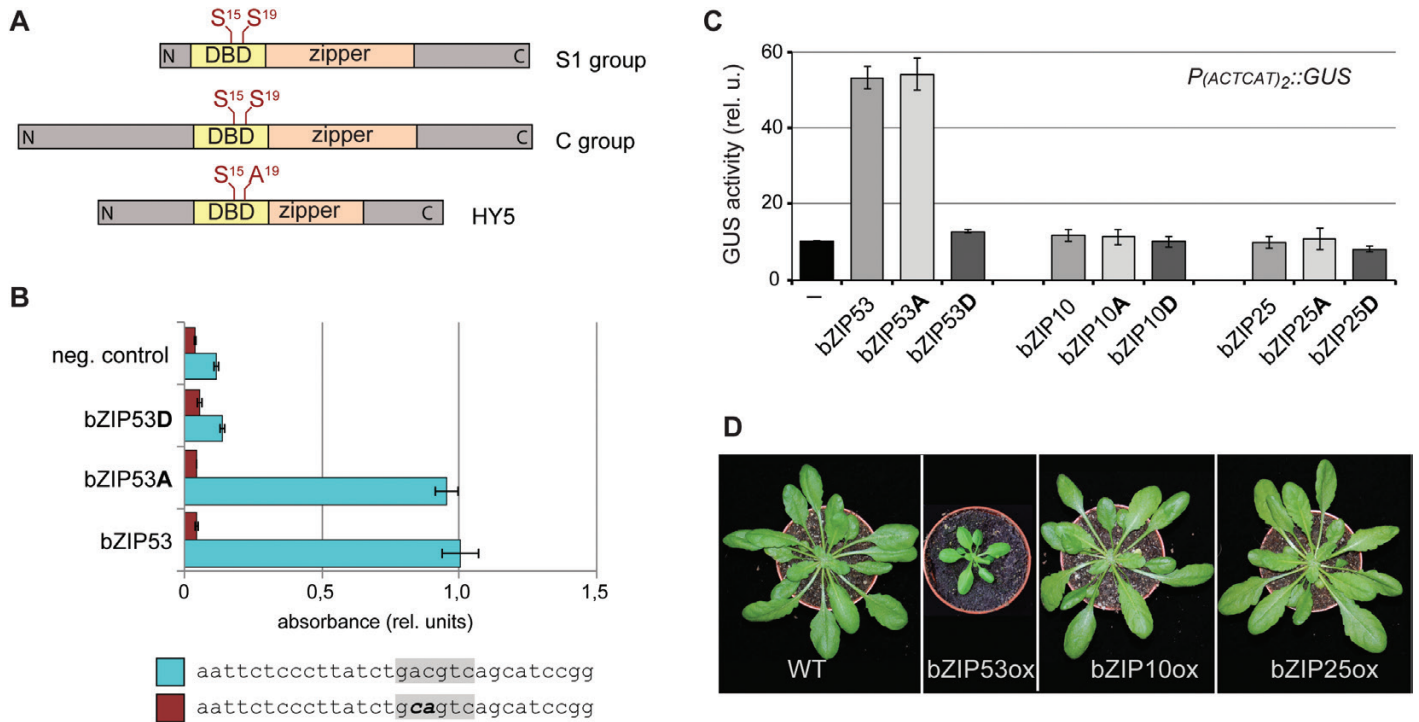 A
S15 S19
N DBD zipper C
S1 group
S15 S19
N DBD zipper C
C group
S15 A19
N DBD zipper C
HY5
B
neg. control
bZIP53D
bZIP53A
bZIP53
0 0,5 1,0 1,5
absorbance (rel. units)
aattctcccttatctgacgtcagcatccgg
aattctcccttatctgcagtcagcatccgg
C
GUS activity (rel. u.)
60
40
20
0
P(ACTCAT)2::GUS
– bZIP53 bZIP53A bZIP53D bZIP10 bZIP10A bZIP10D bZIP25 bZIP25A bZIP25D
D
WT bZIP53ox bZIP10ox bZIP25ox